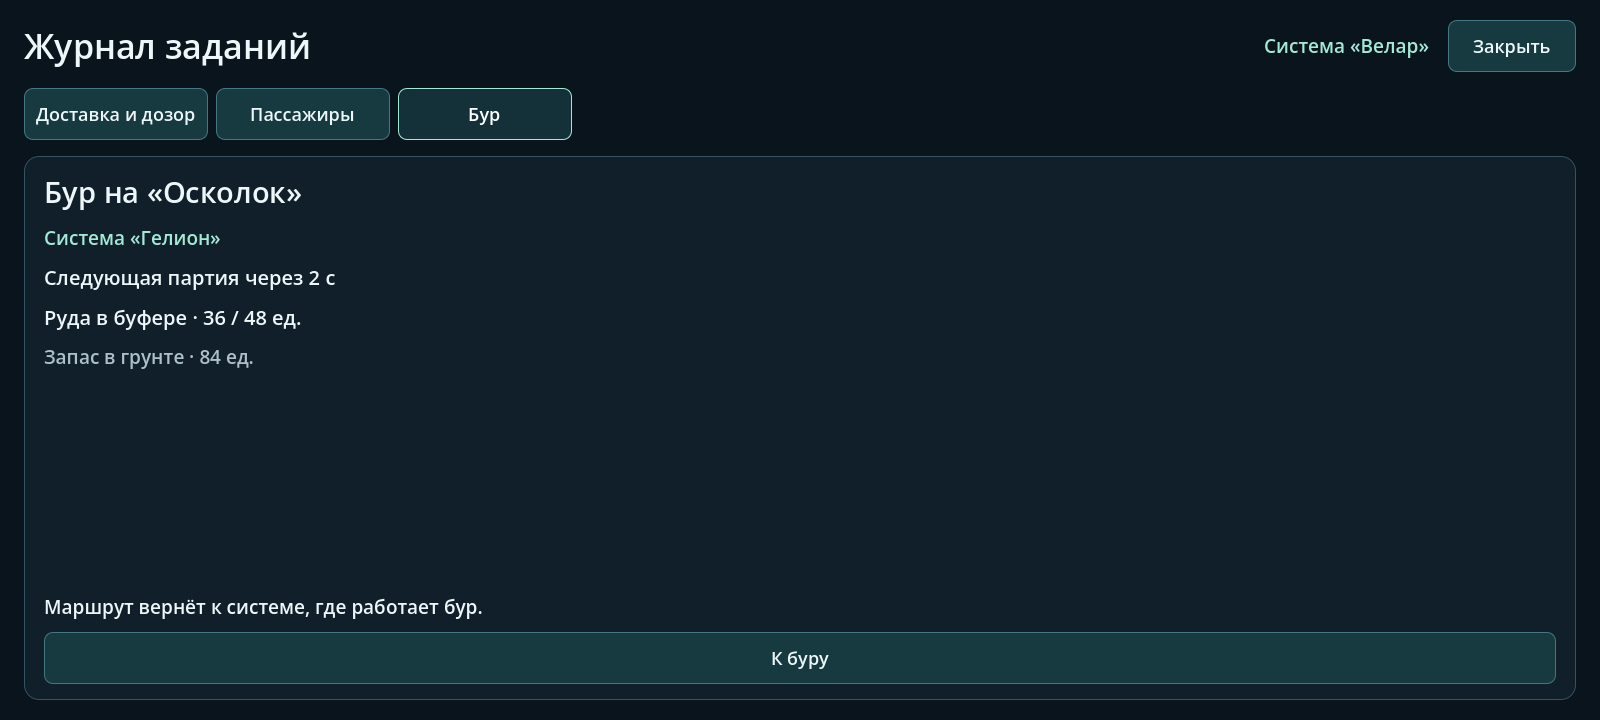 Журнал заданий
Система «Велар»
Закрыть
Доставка и дозор
Пассажиры
Бур
Бур на «Осколок»
Система «Гелион»
Следующая партия через 2 с
Руда в буфере · 36 / 48 ед.
Запас в грунте · 84 ед.
Маршрут вернёт к системе, где работает бур.
К буру